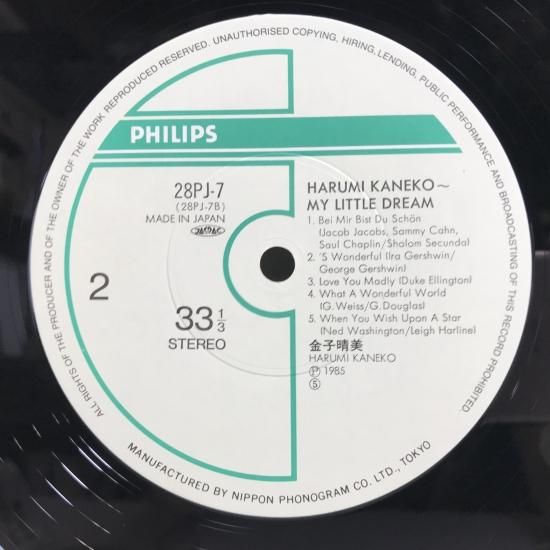 ALL RIGHTS OF THE PRODUCER AND OF THE OWNER OF THE WORK REPRODUCED RESERVED. UNAUTHORISED COPYING, HIRING, LENDING, PUBLIC PERFORMANCE AND BROADCASTING OF THIS RECORD PROHIBITED.
PHILIPS
28PJ-7
(28PJ-7B)
MADE IN JAPAN
JASRAC
2
33 1/3
STEREO
HARUMI KANEKO~
MY LITTLE DREAM
1. Bei Mir Bist Du Schön
(Jacob Jacobs, Sammy Cahn,
Saul Chaplin/Sholom Secunda)
2. 'S Wonderful (Ira Gershwin/
George Gershwin)
3. Love You Madly (Duke Ellington)
4. What A Wonderful World
(G. Weiss/G. Douglas)
5. When You Wish Upon A Star
(Ned Washington/Leigh Harline)
金子晴美
HARUMI KANEKO
Ⓟ 1985
Ⓢ
MANUFACTURED BY NIPPON PHONOGRAM CO. LTD., TOKYO